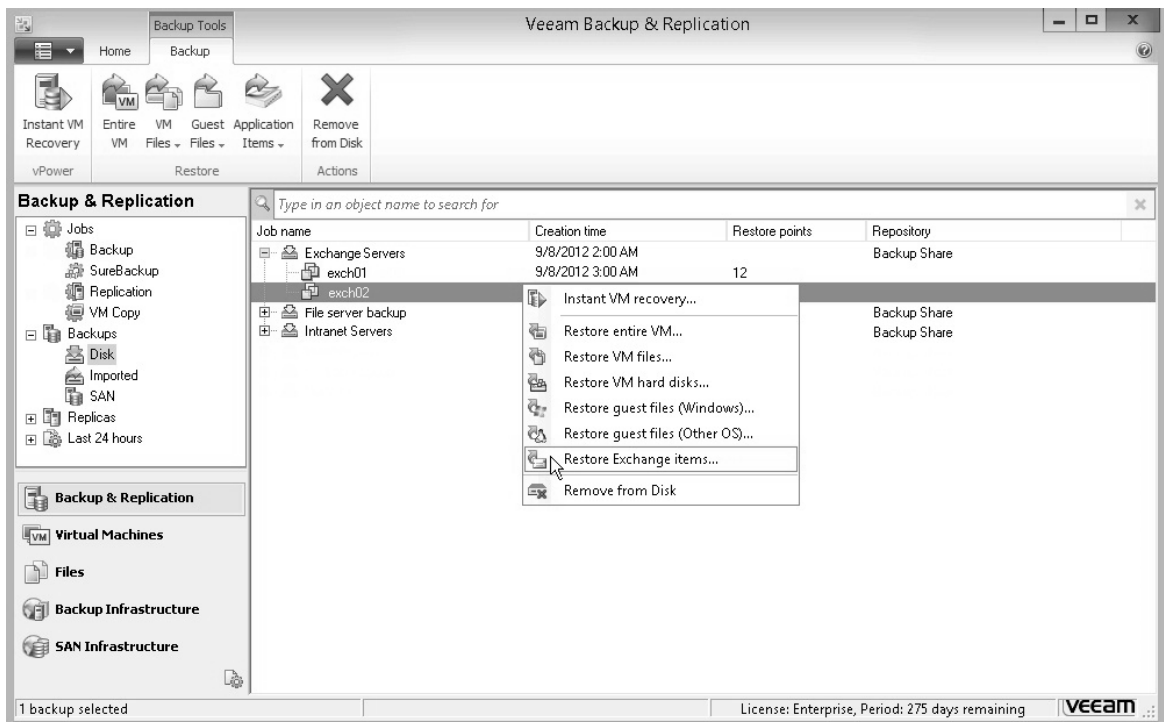 Backup Tools
Veeam Backup & Replication
Home
Backup
Instant VM Recovery
Entire VM
VM Files
Guest Files
Application Items
Remove from Disk
vPower
Restore
Actions
Backup & Replication
Jobs
Backup
SureBackup
Replication
VM Copy
Backups
Disk
Imported
SAN
Replicas
Last 24 hours
Backup & Replication
Virtual Machines
Files
Backup Infrastructure
SAN Infrastructure
Type in an object name to search for
Job name Creation time Restore points Repository
Exchange Servers 9/8/2012 2:00 AM Backup Share
exch01 9/8/2012 3:00 AM 12
exch02
File server backup Backup Share
Intranet Servers Backup Share
Instant VM recovery...
Restore entire VM...
Restore VM files...
Restore VM hard disks...
Restore guest files (Windows)...
Restore guest files (Other OS)...
Restore Exchange items...
Remove from Disk
1 backup selected
License: Enterprise, Period: 275 days remaining
veeam